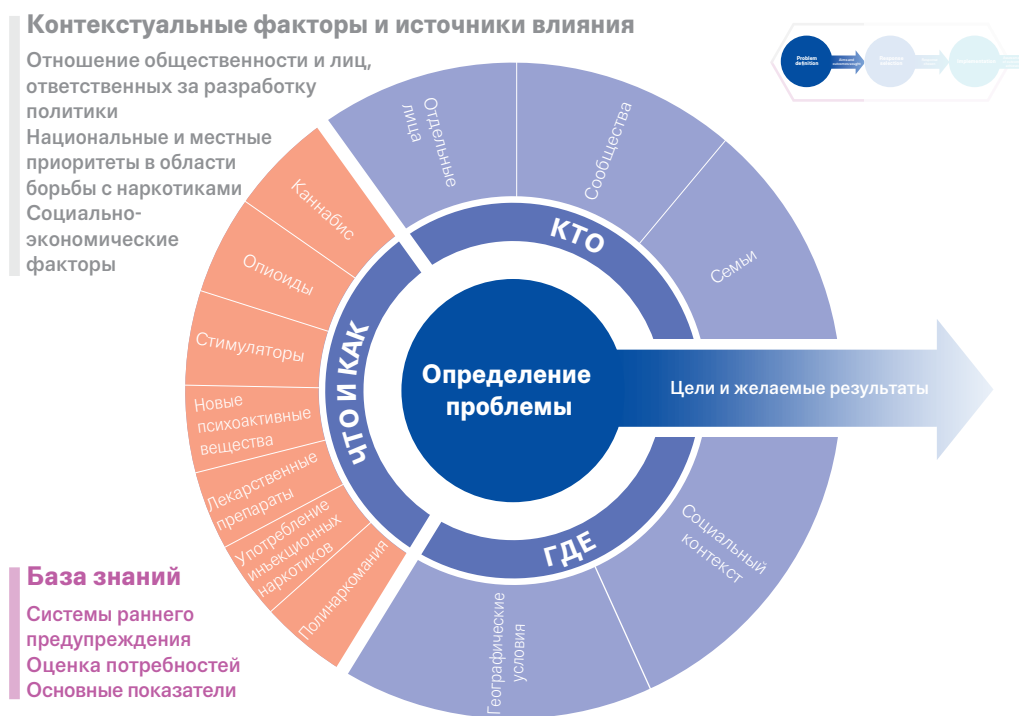 Контекстуальные факторы и источники влияния
Отношение общественности и лиц,
ответственных за разработку
политики
Национальные и местные
приоритеты в области
борьбы с наркотиками
Социально-
экономические
факторы
Problem
definition
Отдельные
лица
Сообщества
Семьи
КТО
Каннабис
Опиоиды
Стимуляторы
Новые
психоактивные
вещества
Лекарственные
препараты
Употребление
инъекционных
наркотиков
Полинаркомания
ЧТО И КАК
Определение
проблемы
Цели и желаемые результаты
ГДЕ
Социальный
контекст
Географические
условия
База знаний
Системы раннего
предупреждения
Оценка потребностей
Основные показатели